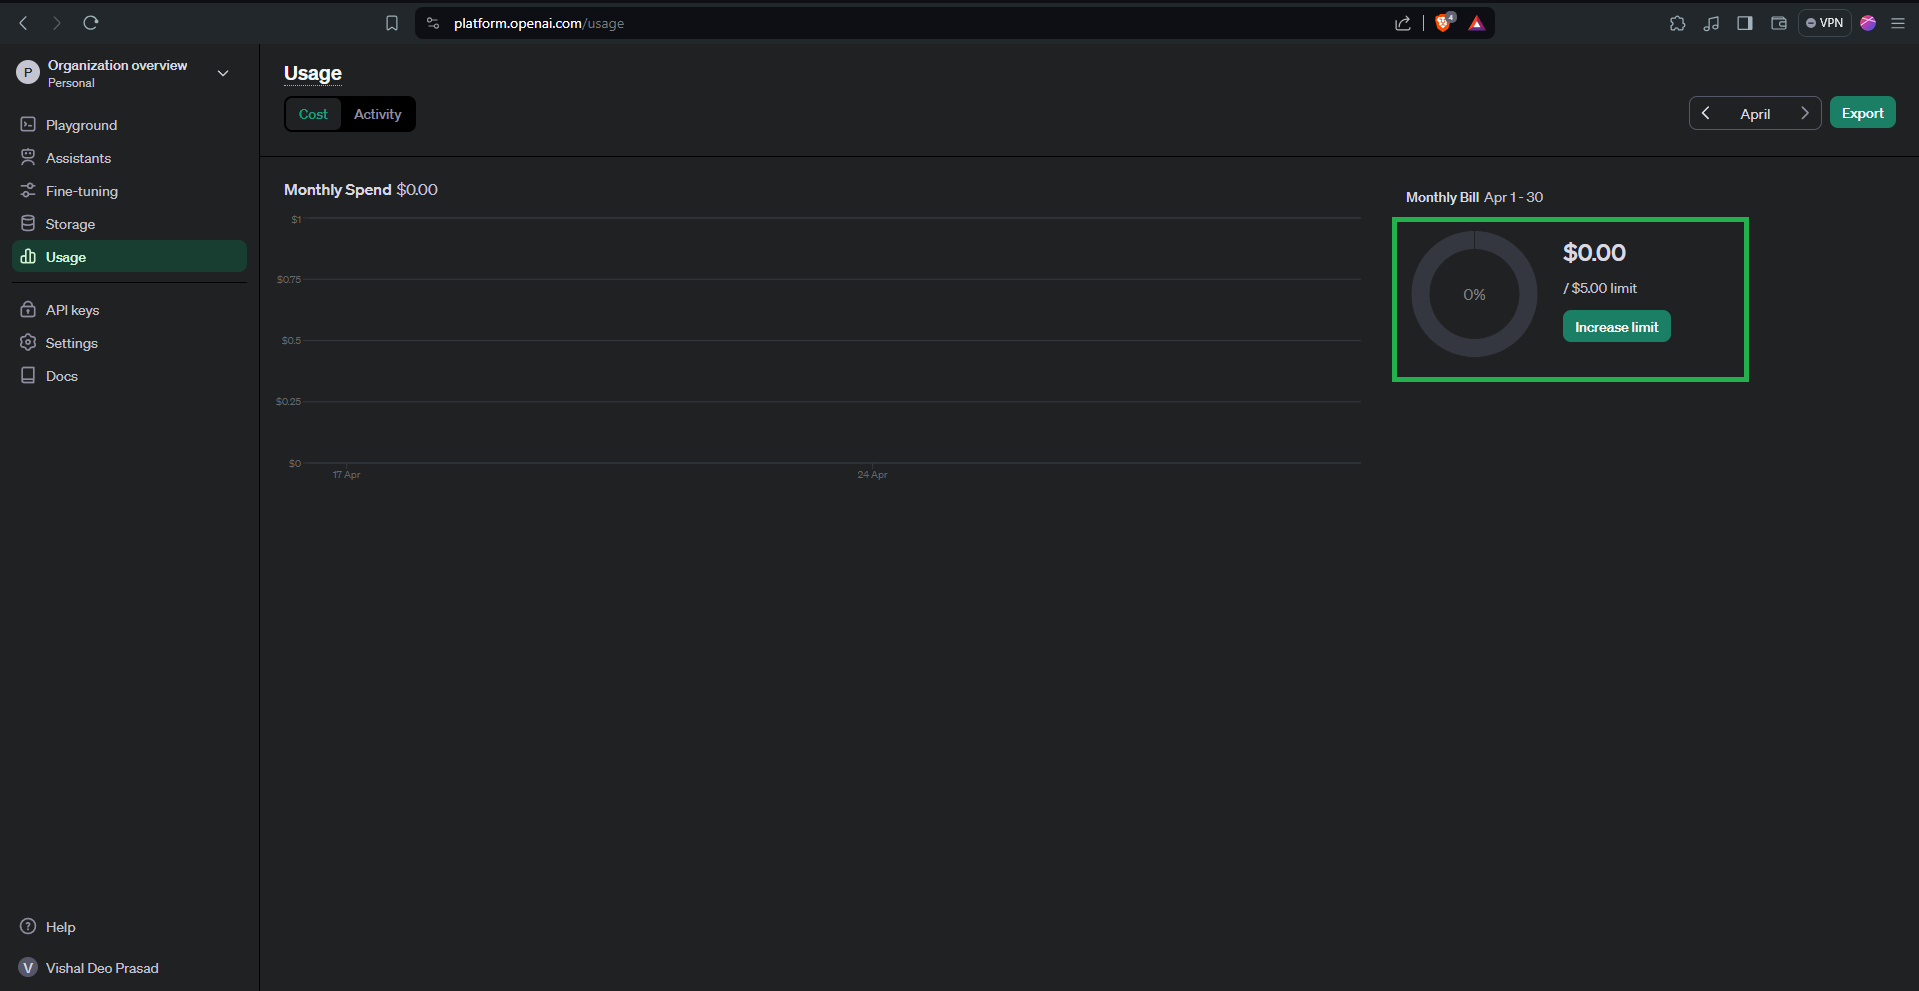 platform.openai.com/usage
4
VPN
P
Organization overview
Personal
Playground
Assistants
Fine-tuning
Storage
Usage
API keys
Settings
Docs
Help
V
Vishal Deo Prasad
Usage
Cost Activity
April
Export
Monthly Spend $0.00
$1
$0.75
$0.5
$0.25
$0
17 Apr 24 Apr
Monthly Bill Apr 1 - 30
0%
$0.00
/ $5.00 limit
Increase limit